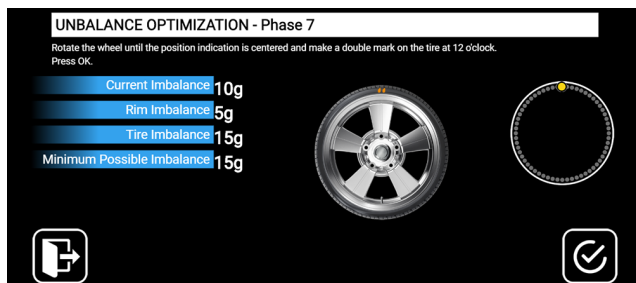 UNBALANCE OPTIMIZATION - Phase 7
Rotate the wheel until the position indication is centered and make a double mark on the tire at 12 o'clock.
Press OK.
Current Imbalance 10g
Rim Imbalance 5g
Tire Imbalance 15g
Minimum Possible Imbalance 15g